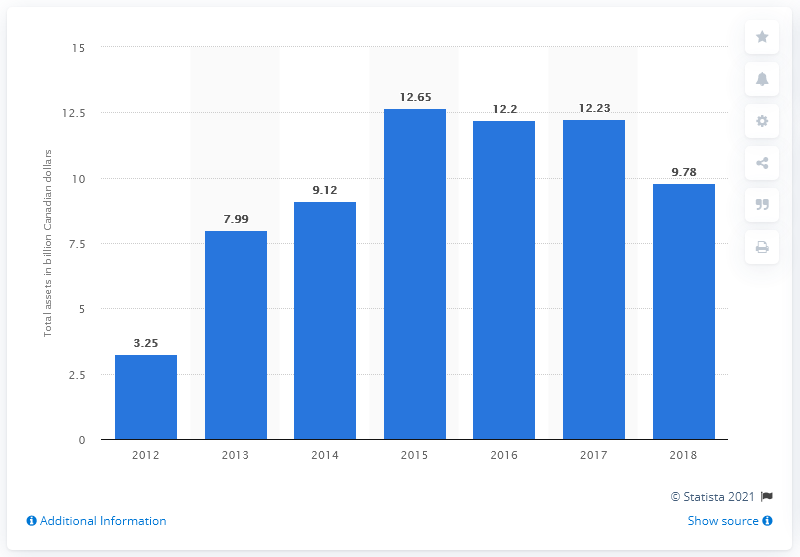 Total assets in billion Canadian dollars
15
12.5
10
7.5
5
2.5
0
3.25
7.99
9.12
12.65
12.2
12.23
9.78
2012 2013 2014 2015 2016 2017 2018
© Statista 2021
Additional Information
Show source